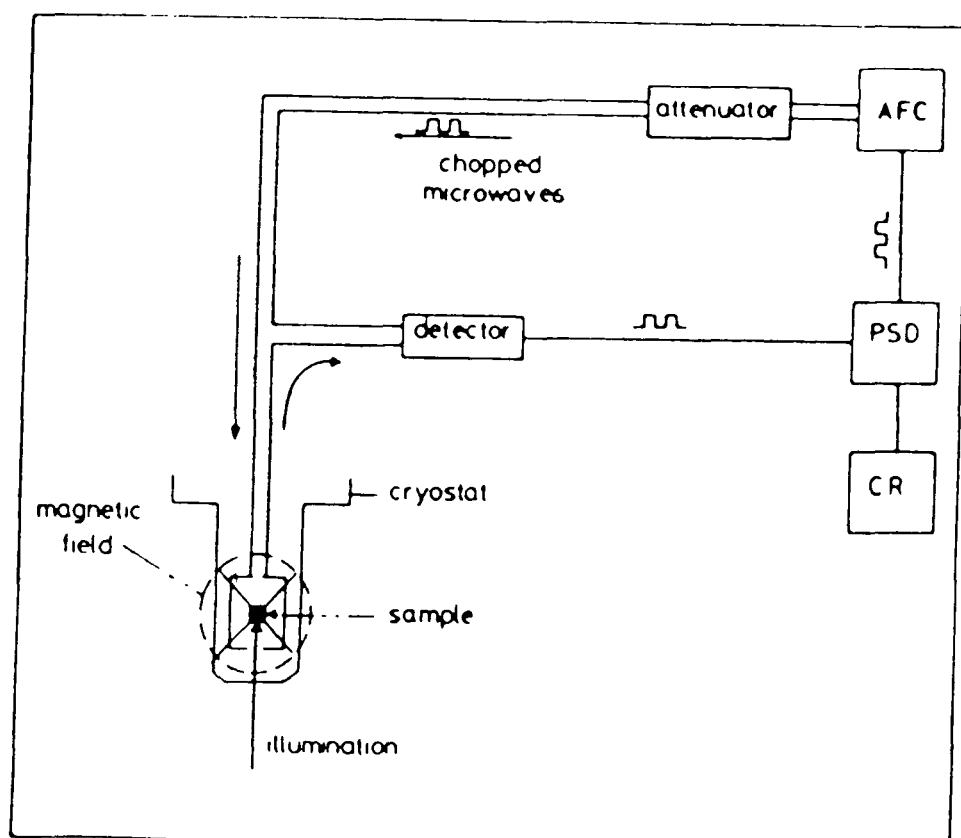 attenuator
AFC
chopped
microwaves
detector
PSD
cryostat
CR
magnetic
field
sample
illumination